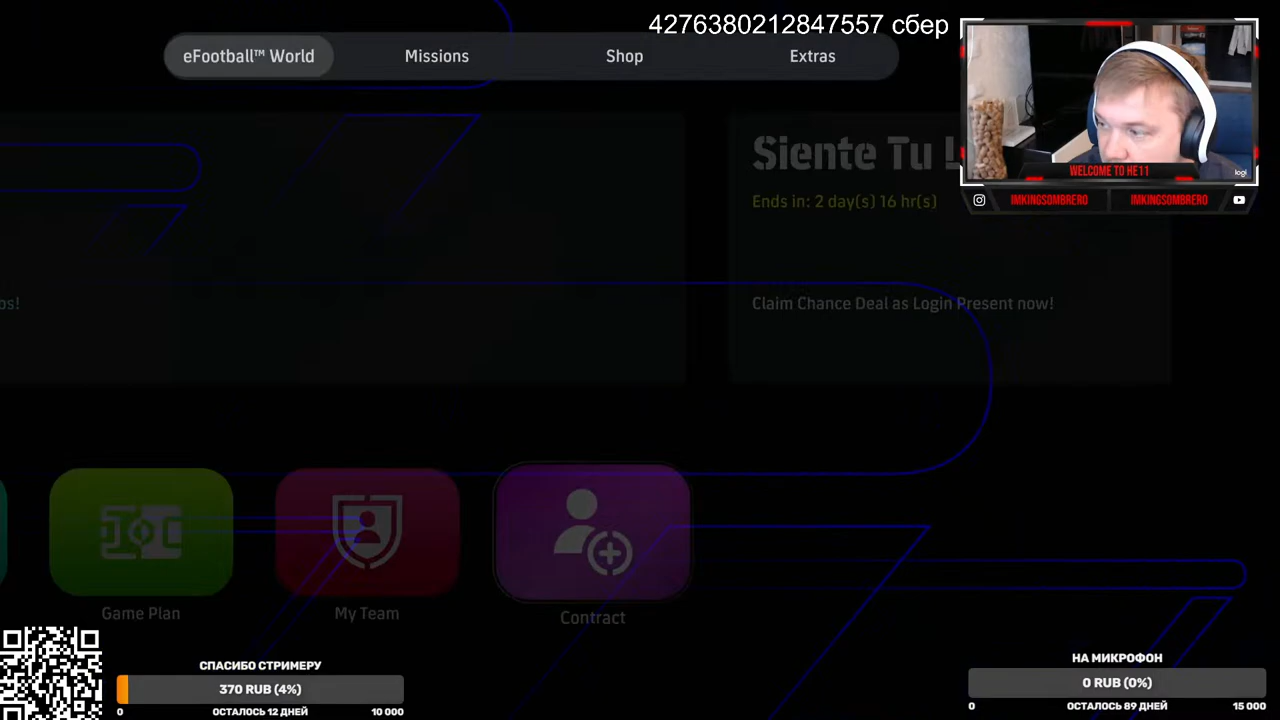 4276380212847557 сбер
eFootball™ World
Missions
Shop
Extras
Siente Tu
Ends in: 2 day(s) 16 hr(s)
Claim Chance Deal as Login Present now!
WELCOME TO HE11
logi
IMKINGSOMBRERO
IMKINGSOMBRERO
Game Plan
My Team
Contract
СПАСИБО СТРИМЕРУ
370 RUB (4%)
0
ОСТАЛОСЬ 12 ДНЕЙ
10 000
НА МИКРОФОН
0 RUB (0%)
0
ОСТАЛОСЬ 89 ДНЕЙ
15 000